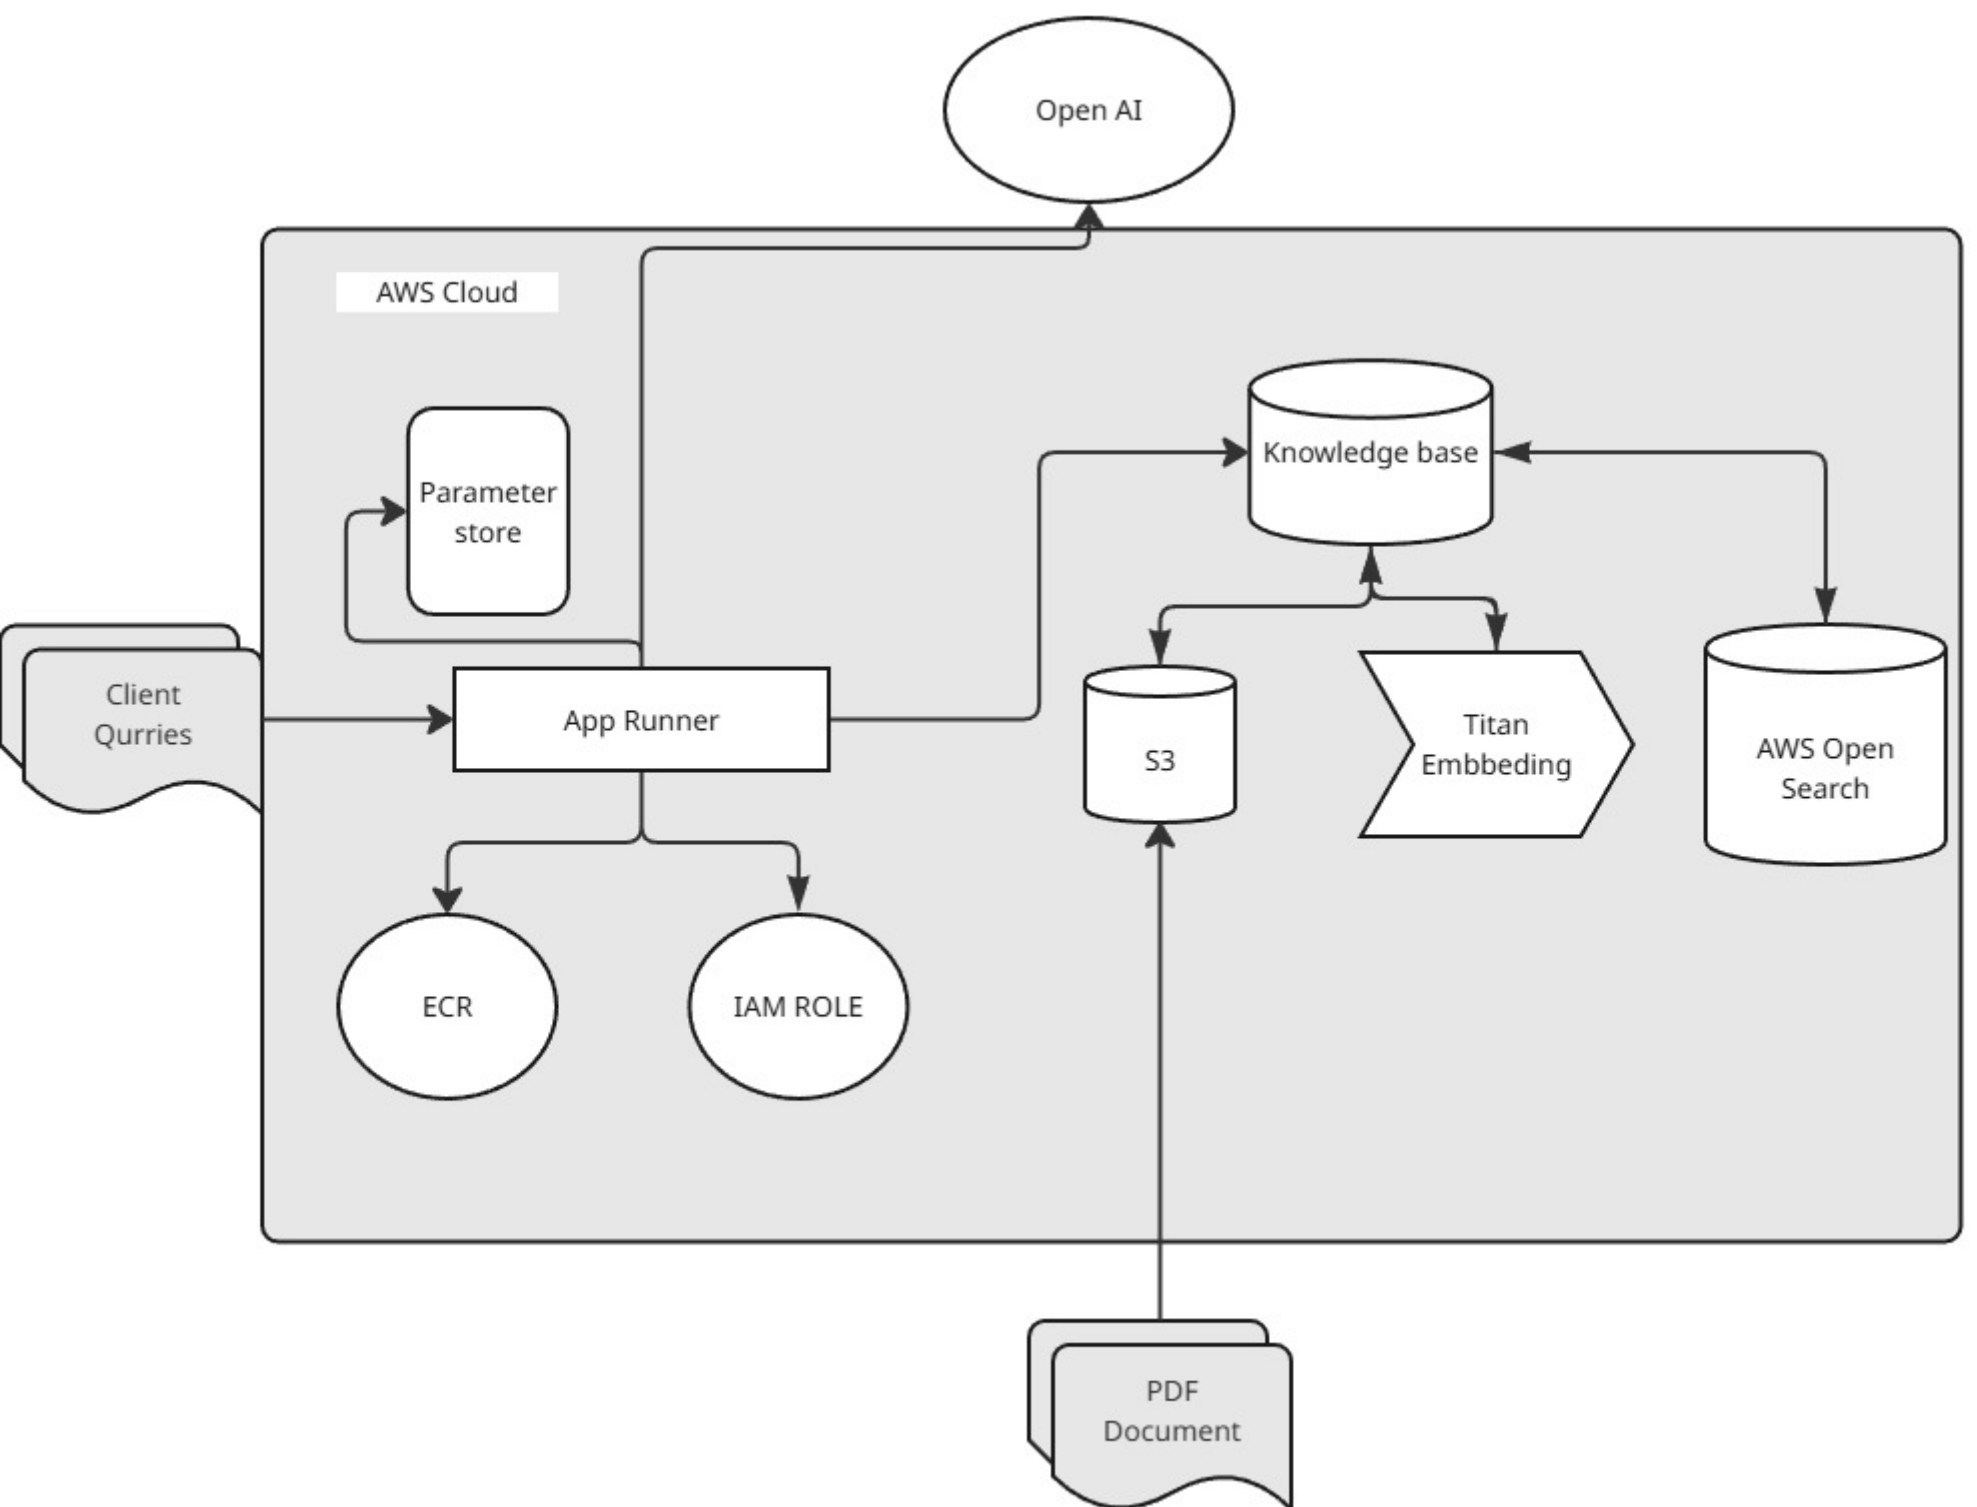 Open AI
AWS Cloud
Parameter
store
Knowledge base
Client
Qurries
App Runner
S3
Titan
Embbeding
AWS Open
Search
ECR
IAM ROLE
PDF
Document